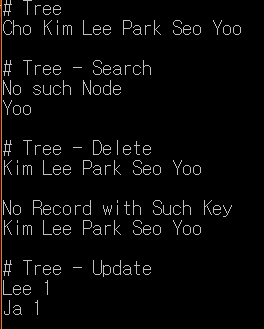 # Tree
Cho Kim Lee Park Seo Yoo
# Tree - Search
No such Node
Yoo
# Tree - Delete
Kim Lee Park Seo Yoo
No Record with Such Key
Kim Lee Park Seo Yoo
# Tree - Update
Lee 1
Ja 1